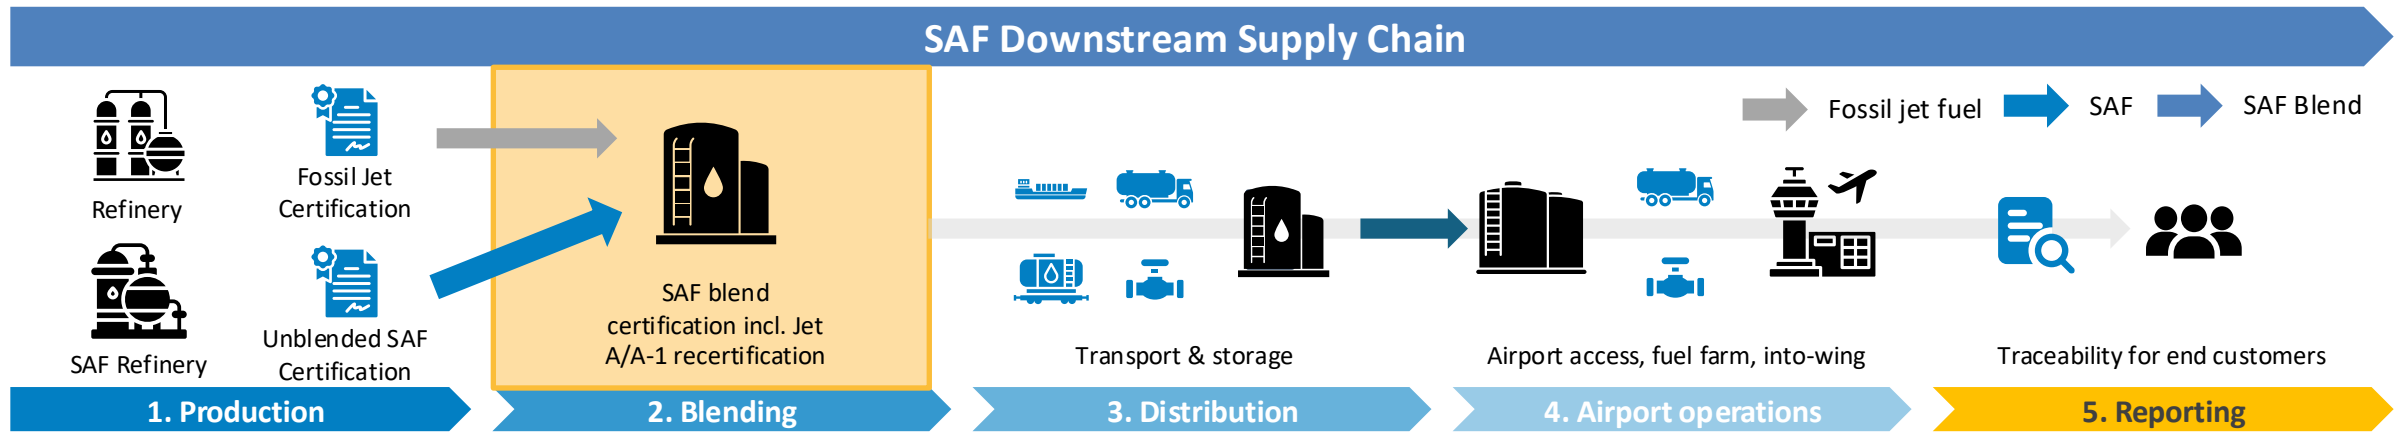 SAF Downstream Supply Chain
Fossil jet fuel
SAF
SAF Blend
Refinery
Fossil Jet
Certification
SAF Refinery
Unblended SAF
Certification
SAF blend
certification incl. Jet
A/A-1 recertification
Transport & storage
Airport access, fuel farm, into-wing
Traceability for end customers
1. Production
2. Blending
3. Distribution
4. Airport operations
5. Reporting